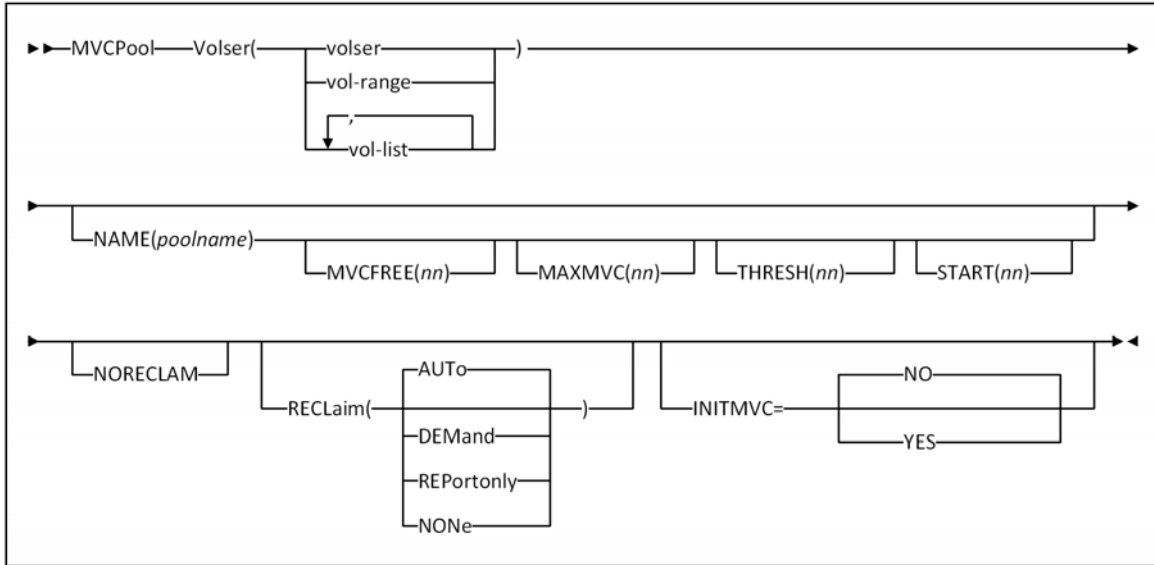 MVCPool Volser( volser )
vol-range
,
vol-list
NAME(poolname)
MVCFREE(nn) MAXMVC(nn) THRESH(nn) START(nn)
NORECLAM
RECLaim( AUTo )
DEMand
REPortonly
NONe
INITMVC= NO
YES